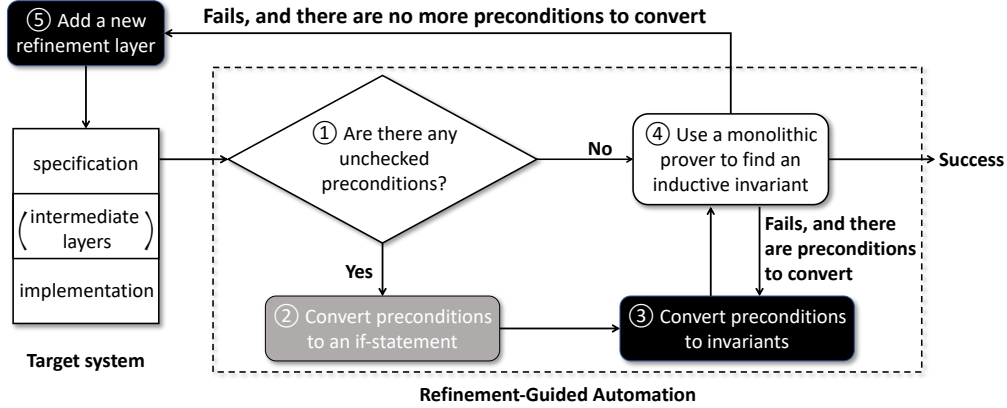 Fails, and there are no more preconditions to convert
⑤ Add a new
refinement layer
① Are there any
unchecked
preconditions?
④ Use a monolithic
prover to find an
inductive invariant
specification
No
Success
(intermediate
layers)
Fails, and there
are preconditions
to convert
Yes
implementation
② Convert preconditions
to an if-statement
③ Convert preconditions
to invariants
Target system
Refinement-Guided Automation